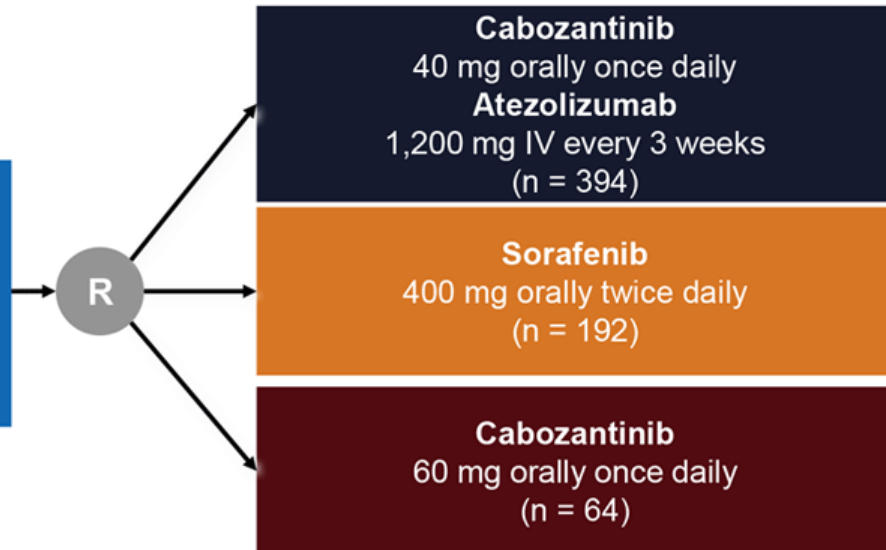 R
Cabozantinib
40 mg orally once daily
Atezolizumab
1,200 mg IV every 3 weeks
(n = 394)
Sorafenib
400 mg orally twice daily
(n = 192)
Cabozantinib
60 mg orally once daily
(n = 64)